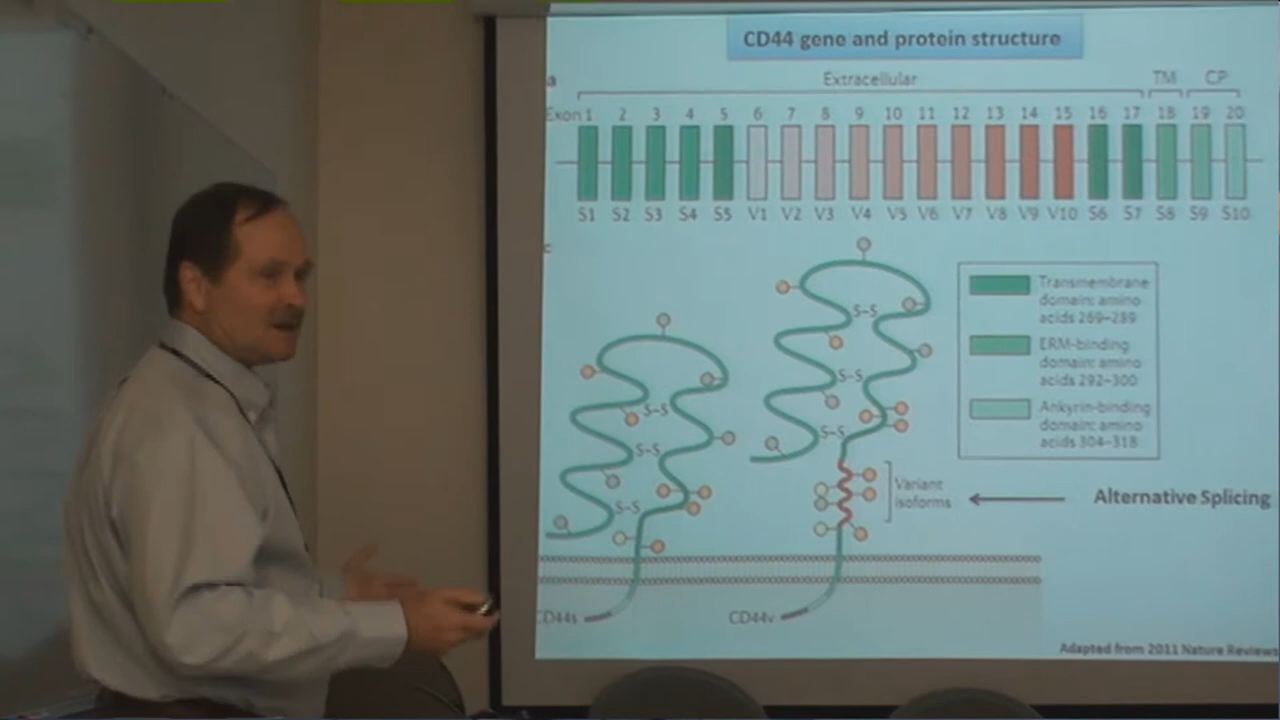 CD44 gene and protein structure
a
Extracellular TM CP
Exon 1 2 3 4 5 6 7 8 9 10 11 12 13 14 15 16 17 18 19 20
S1 S2 S3 S4 S5 V1 V2 V3 V4 V5 V6 V7 V8 V9 V10 S6 S7 S8 S9 S10
c
S-S
S-S
S-S
S-S
S-S
S-S
Transmembrane
domain: amino
acids 269–289
ERM-binding
domain: amino
acids 292–300
Ankyrin-binding
domain: amino
acids 304–318
Variant
isoforms
Alternative Splicing
CD44s
CD44v
Adapted from 2011 Nature Reviews